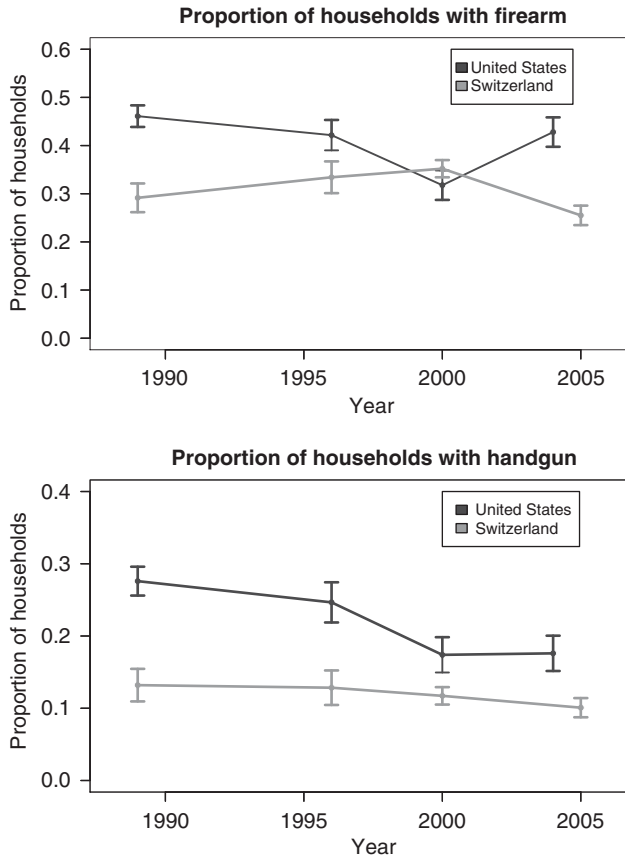 Proportion of households with firearm
0.6
0.5
0.4
0.3
0.2
0.1
0.0
Proportion of households
United States
Switzerland
1990 1995 2000 2005
Year
Proportion of households with handgun
0.4
0.3
0.2
0.1
0.0
Proportion of households
United States
Switzerland
1990 1995 2000 2005
Year